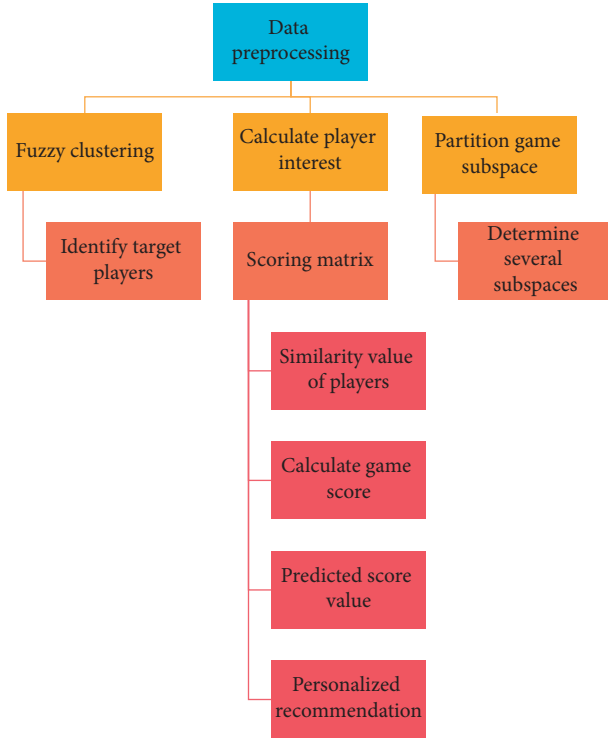 Data
preprocessing
Fuzzy clustering
Calculate player
interest
Partition game
subspace
Identify target
players
Scoring matrix
Determine
several
subspaces
Similarity value
of players
Calculate game
score
Predicted score
value
Personalized
recommendation